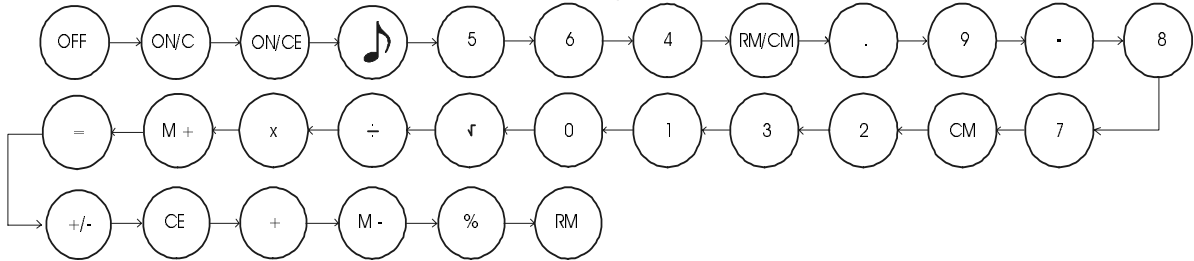 OFF ON/C ON/CE ♪ 5 6 4 RM/CM . 9 - 8
= M + x ÷ √ 0 1 3 2 CM 7
+/- CE + M - % RM